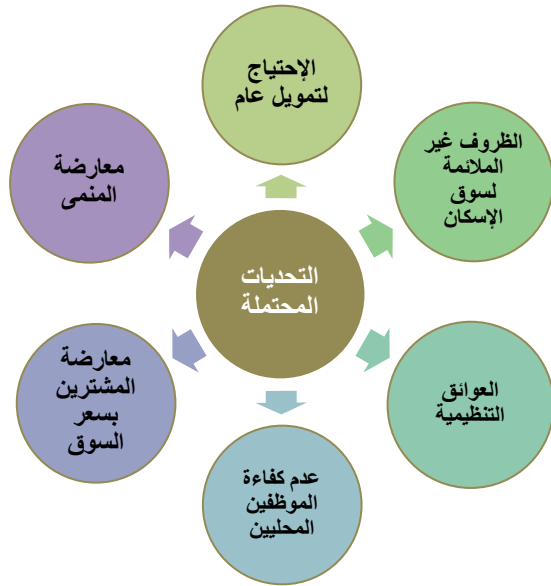 الإحتياج
لتمويل عام
الظروف غير
الملائمة
لسوق
الإسكان
العوائق
التنظيمية
عدم كفاءة
الموظفين
المحليين
معارضة
المشترين
بسعر
السوق
معارضة
المنمى
التحديات
المحتملة